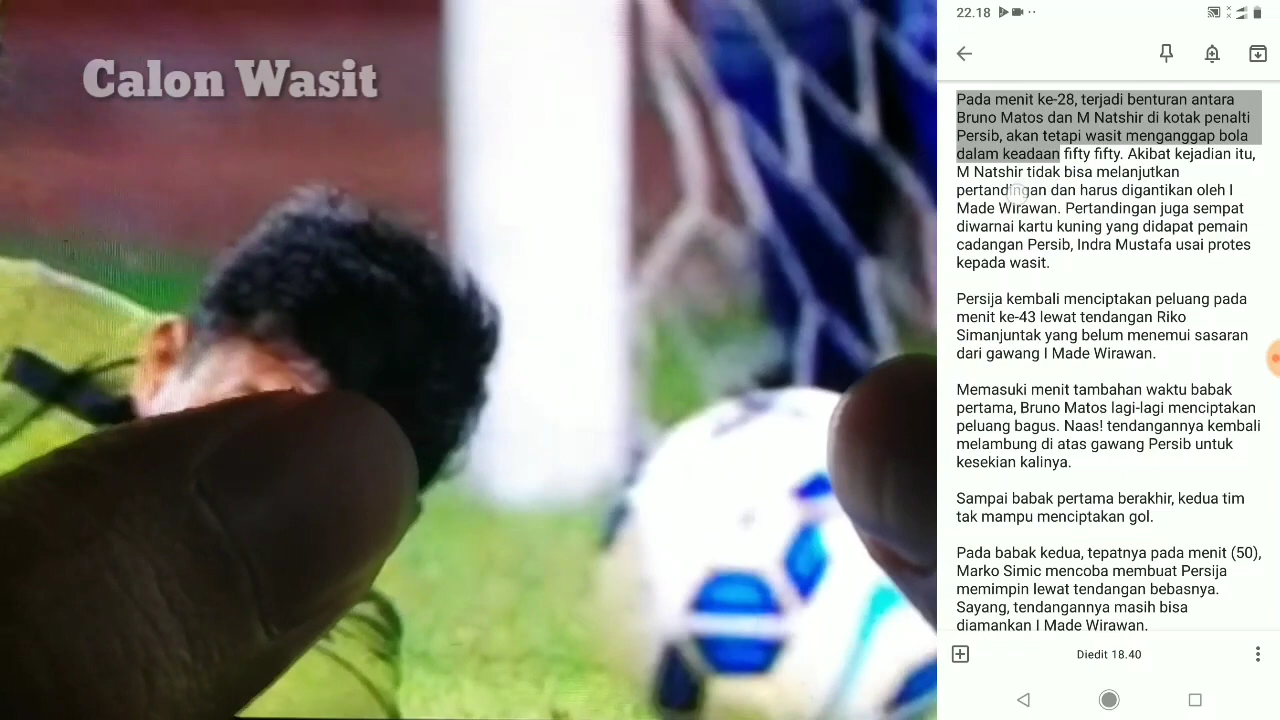 Calon Wasit
22.18
Pada menit ke-28, terjadi benturan antara
Bruno Matos dan M Natshir di kotak penalti
Persib, akan tetapi wasit menganggap bola
dalam keadaan fifty fifty. Akibat kejadian itu,
M Natshir tidak bisa melanjutkan
pertandingan dan harus digantikan oleh I
Made Wirawan. Pertandingan juga sempat
diwarnai kartu kuning yang didapat pemain
cadangan Persib, Indra Mustafa usai protes
kepada wasit.
Persija kembali menciptakan peluang pada
menit ke-43 lewat tendangan Riko
Simanjuntak yang belum menemui sasaran
dari gawang I Made Wirawan.
Memasuki menit tambahan waktu babak
pertama, Bruno Matos lagi-lagi menciptakan
peluang bagus. Naas! tendangannya kembali
melambung di atas gawang Persib untuk
kesekian kalinya.
Sampai babak pertama berakhir, kedua tim
tak mampu menciptakan gol.
Pada babak kedua, tepatnya pada menit (50),
Marko Simic mencoba membuat Persija
memimpin lewat tendangan bebasnya.
Sayang, tendangannya masih bisa
diamankan I Made Wirawan.
Diedit 18.40